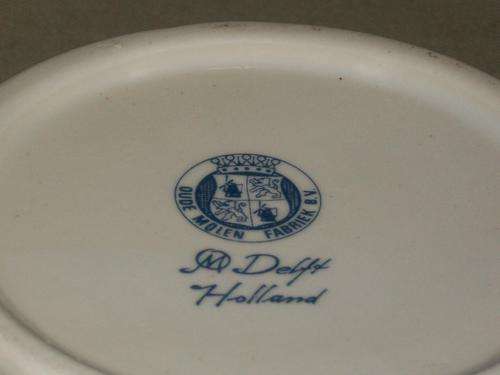 OUDE MOLEN FABRIEK B.V.
OM Delft
Holland